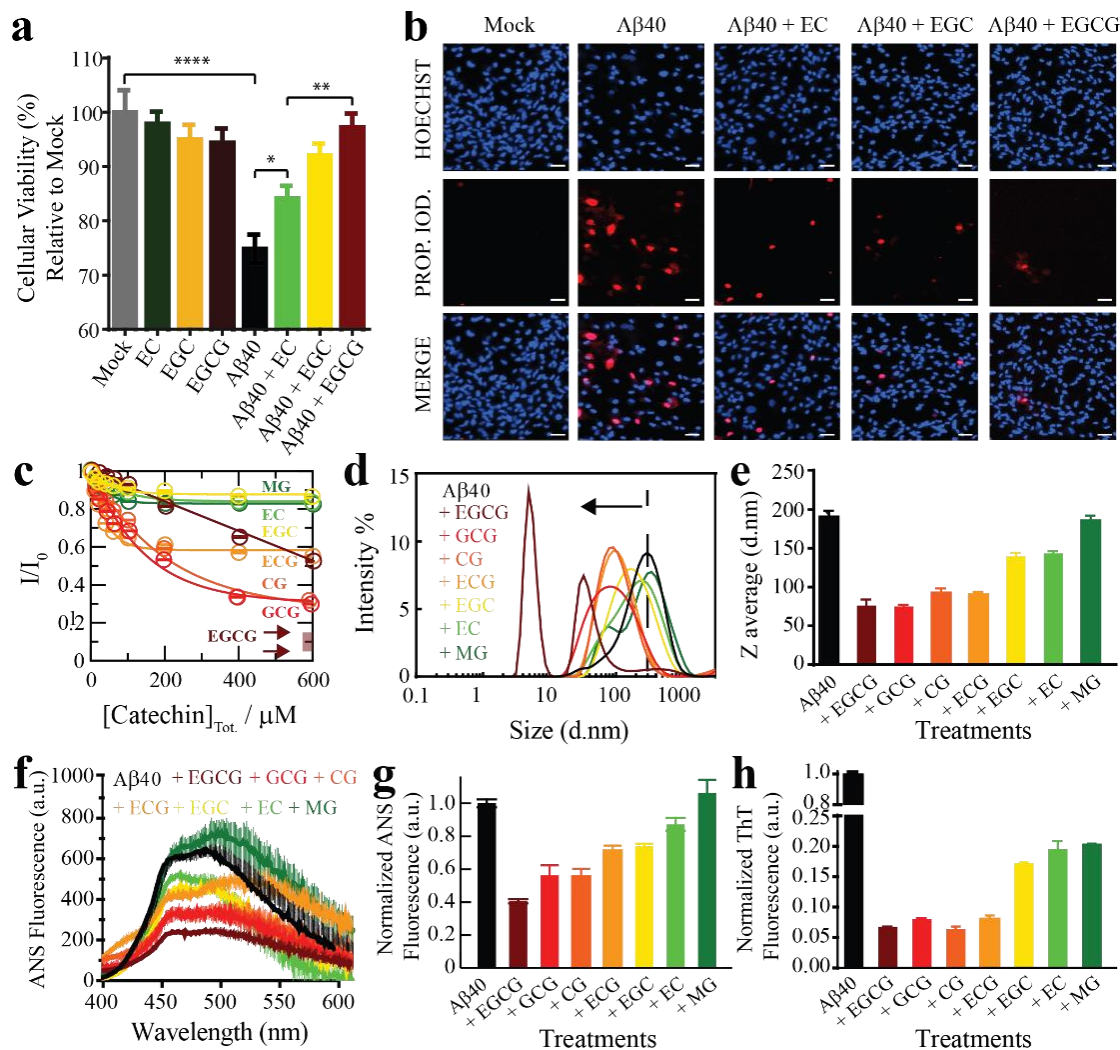 a
Cellular Viability (%)
Relative to Mock
110
100
90
80
70
60
****
*
**
Mock
EC
EGC
EGCG
Aβ40
Aβ40 + EC
Aβ40 + EGC
Aβ40 + EGCG
b
Mock
Aβ40
Aβ40 + EC
Aβ40 + EGC
Aβ40 + EGCG
HOECHST
PROP. IOD.
MERGE
c
I/I0
1
0.8
0.6
0.4
0.2
0
MG
EC
EGC
ECG
CG
GCG
EGCG
0
200
400
600
[Catechin]Tot. / μM
d
Intensity %
15
10
5
0
Aβ40
+ EGCG
+ GCG
+ CG
+ ECG
+ EGC
+ EC
+ MG
0.1
1
10
100
1000
Size (d.nm)
e
Z average (d.nm)
250
200
150
100
50
0
Aβ40
+ EGCG
+ GCG
+ CG
+ ECG
+ EGC
+ EC
+ MG
Treatments
f
ANS Fluorescence (a.u.)
1000
800
600
400
200
0
Aβ40 + EGCG + GCG + CG
+ ECG + EGC + EC + MG
400
450
500
550
600
Wavelength (nm)
g
Normalized ANS
Fluorescence (a.u.)
1.0
0.8
0.6
0.4
0.2
0.0
Aβ40
+ EGCG
+ GCG
+ CG
+ ECG
+ EGC
+ EC
+ MG
Treatments
h
Normalized ThT
Fluorescence (a.u.)
1.0
0.8
0.20
0.15
0.10
0.05
0.00
Aβ40
+ EGCG
+ GCG
+ CG
+ ECG
+ EGC
+ EC
+ MG
Treatments